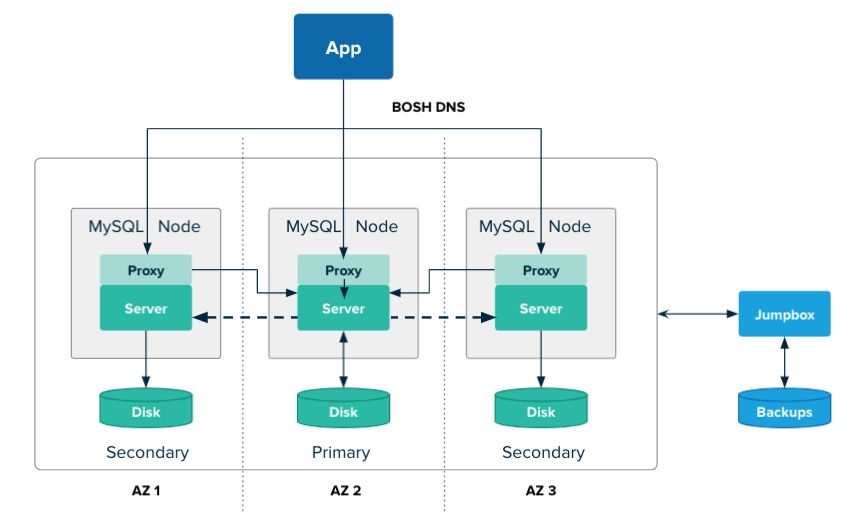 App
BOSH DNS
MySQL Node
MySQL Node
MySQL Node
Proxy
Proxy
Proxy
Server
Server
Server
Jumpbox
Disk
Disk
Disk
Backups
Secondary
Primary
Secondary
AZ 1
AZ 2
AZ 3